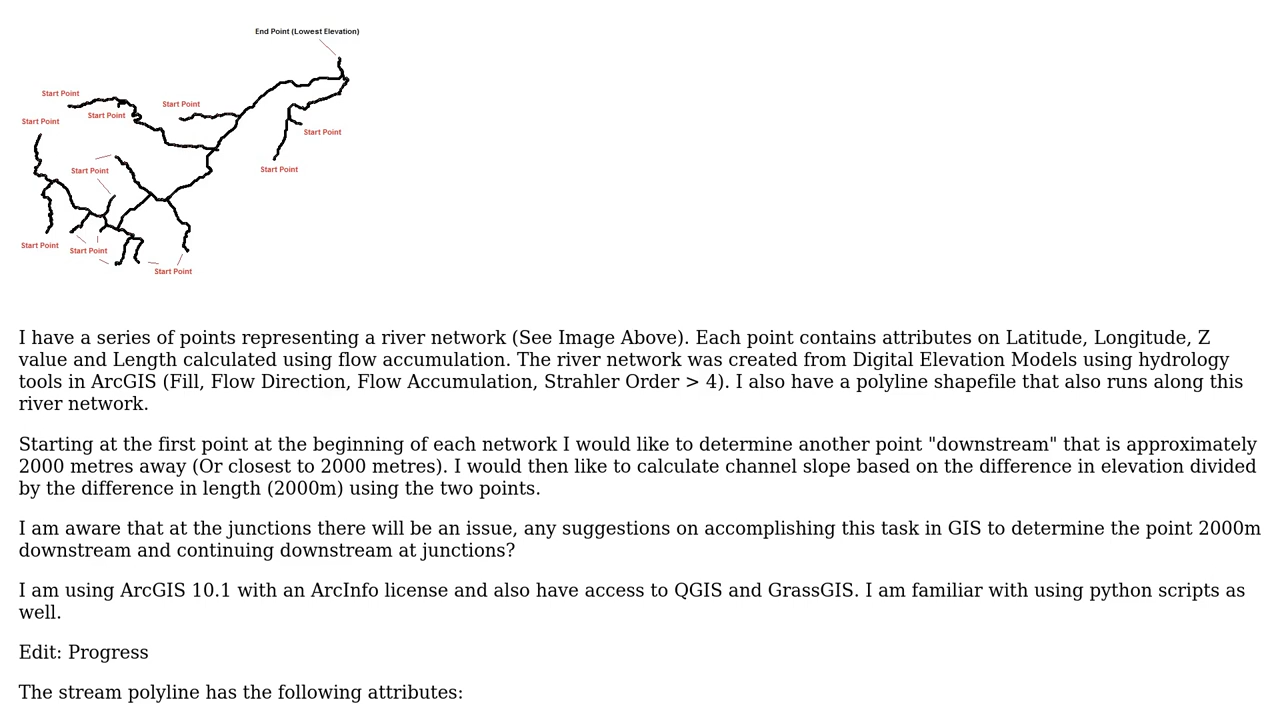 End Point (Lowest Elevation)
Start Point
Start Point
Start Point
Start Point
Start Point
Start Point
Start Point
Start Point
Start Point
Start Point
Start Point
I have a series of points representing a river network (See Image Above). Each point contains attributes on Latitude, Longitude, Z
value and Length calculated using flow accumulation. The river network was created from Digital Elevation Models using hydrology
tools in ArcGIS (Fill, Flow Direction, Flow Accumulation, Strahler Order > 4). I also have a polyline shapefile that also runs along this
river network.
Starting at the first point at the beginning of each network I would like to determine another point "downstream" that is approximately
2000 metres away (Or closest to 2000 metres). I would then like to calculate channel slope based on the difference in elevation divided
by the difference in length (2000m) using the two points.
I am aware that at the junctions there will be an issue, any suggestions on accomplishing this task in GIS to determine the point 2000m
downstream and continuing downstream at junctions?
I am using ArcGIS 10.1 with an ArcInfo license and also have access to QGIS and GrassGIS. I am familiar with using python scripts as
well.
Edit: Progress
The stream polyline has the following attributes: